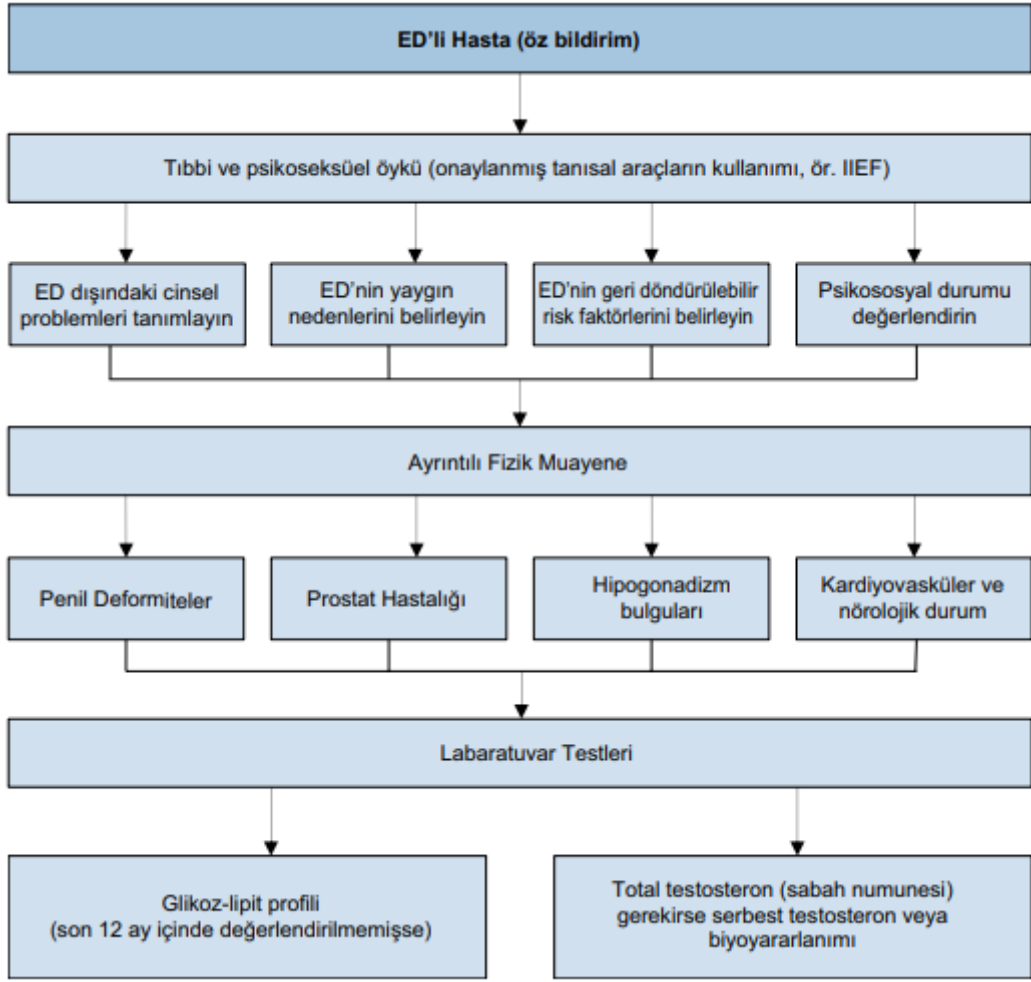 ED’li Hasta (öz bildirim)
Tıbbi ve psikoseksüel öykü (onaylanmış tanısal araçların kullanımı, ör. IIEF)
ED dışındaki cinsel
problemleri tanımlayın
ED’nin yaygın
nedenlerini belirleyin
ED’nin geri döndürülebilir
risk faktörlerini belirleyin
Psikososyal durumu
değerlendirin
Ayrıntılı Fizik Muayene
Penil Deformiteler
Prostat Hastalığı
Hipogonadizm
bulguları
Kardiyovasküler ve
nörolojik durum
Labaratuvar Testleri
Glikoz-lipit profili
(son 12 ay içinde değerlendirilmemişse)
Total testosteron (sabah numunesi)
gerekirse serbest testosteron veya
biyoyararlanımı